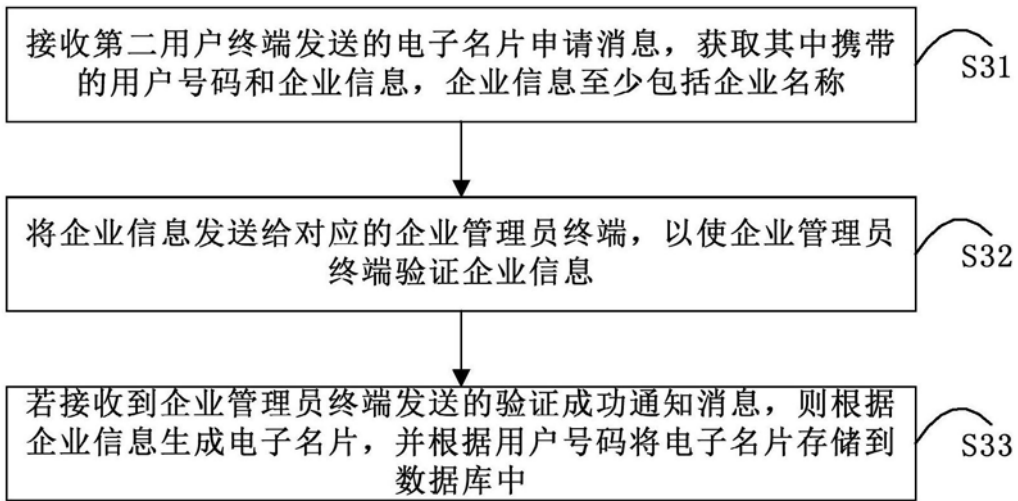 接收第二用户终端发送的电子名片申请消息，获取其中携带
的用户号码和企业信息，企业信息至少包括企业名称
S31
将企业信息发送给对应的企业管理员终端，以使企业管理员
终端验证企业信息
S32
若接收到企业管理员终端发送的验证成功通知消息，则根据
企业信息生成电子名片，并根据用户号码将电子名片存储到
数据库中
S33